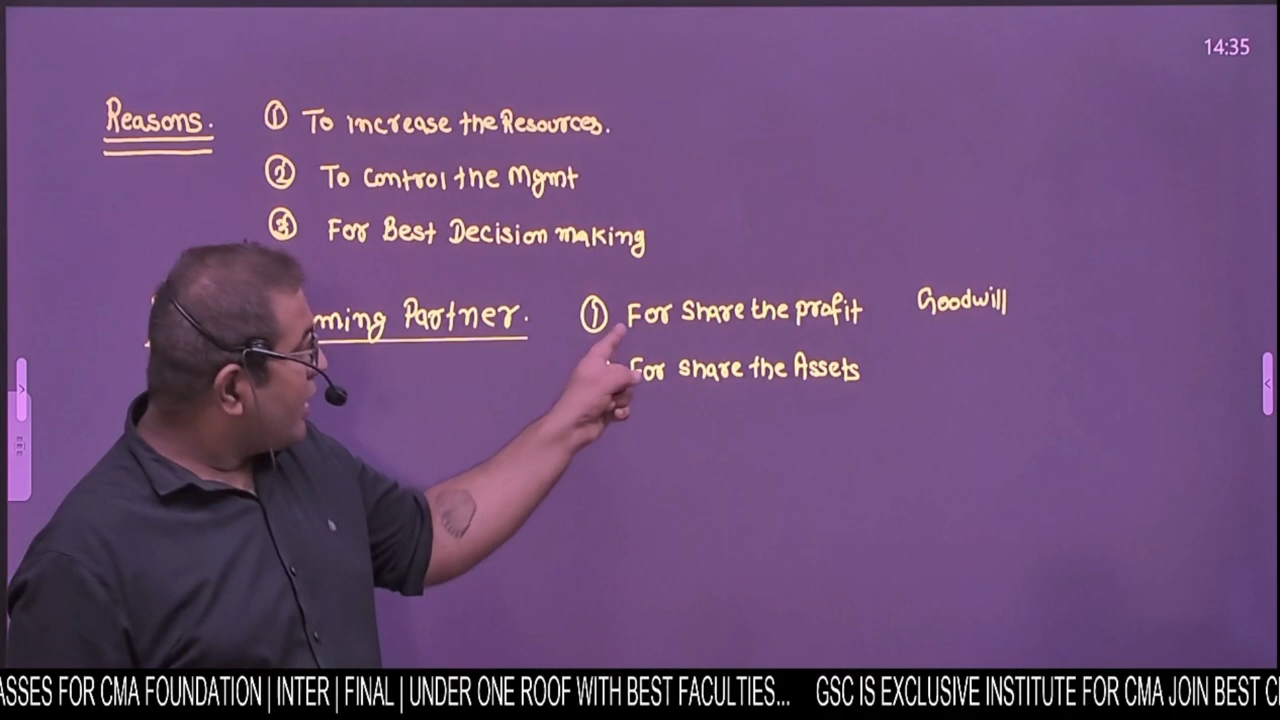 14:35
Reasons. ① To increase the Resources.
② To control the Mgmt
③ For Best Decision making
Partner. ① For share the profit Goodwill
For share the Assets
FOR CMA FOUNDATION | INTER | FINAL | UNDER ONE ROOF WITH BEST FACULTIES... GSC IS EXCLUSIVE INSTITUTE FOR CMA JOIN BEST